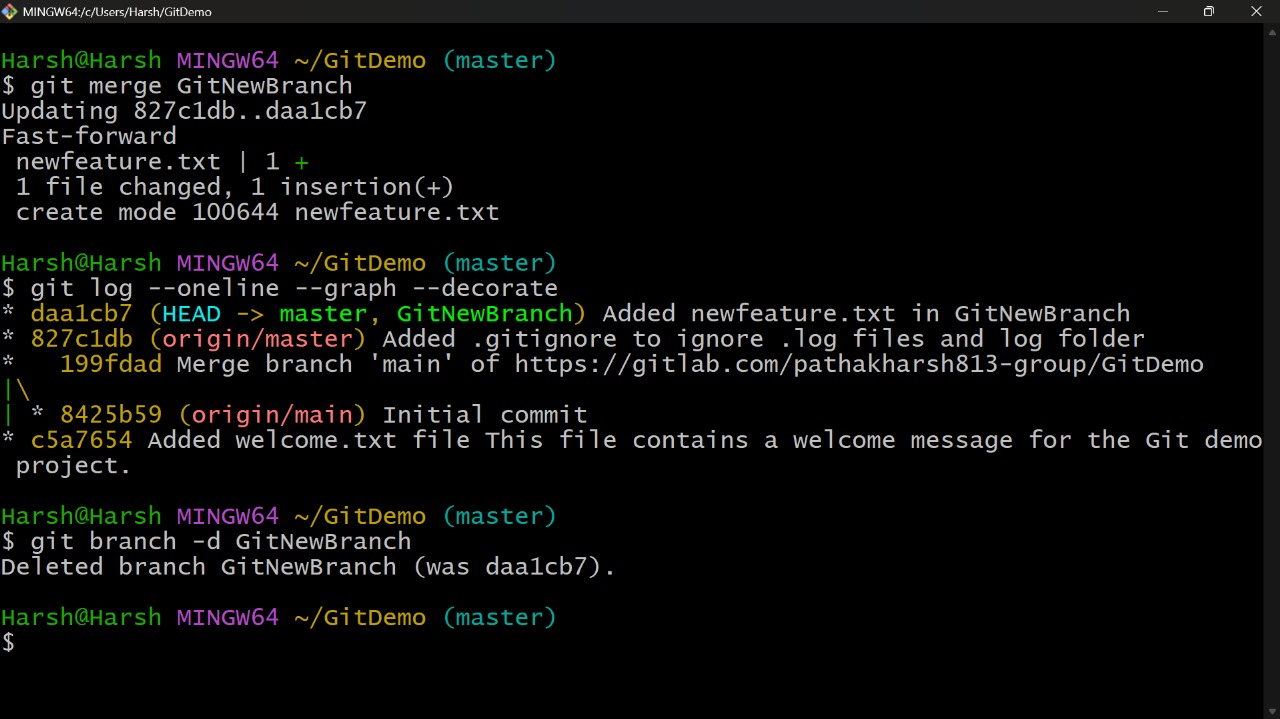 MINGW64:/c/Users/Harsh/GitDemo
Harsh@Harsh MINGW64 ~/GitDemo (master)
$ git merge GitNewBranch
Updating 827c1db..daa1cb7
Fast-forward
 newfeature.txt | 1 +
 1 file changed, 1 insertion(+)
 create mode 100644 newfeature.txt
Harsh@Harsh MINGW64 ~/GitDemo (master)
$ git log --oneline --graph --decorate
* daa1cb7 (HEAD -> master, GitNewBranch) Added newfeature.txt in GitNewBranch
* 827c1db (origin/master) Added .gitignore to ignore .log files and log folder
*   199fdad Merge branch 'main' of https://gitlab.com/pathakharsh813-group/GitDemo
|\
| * 8425b59 (origin/main) Initial commit
* c5a7654 Added welcome.txt file This file contains a welcome message for the Git demo
 project.
Harsh@Harsh MINGW64 ~/GitDemo (master)
$ git branch -d GitNewBranch
Deleted branch GitNewBranch (was daa1cb7).
Harsh@Harsh MINGW64 ~/GitDemo (master)
$